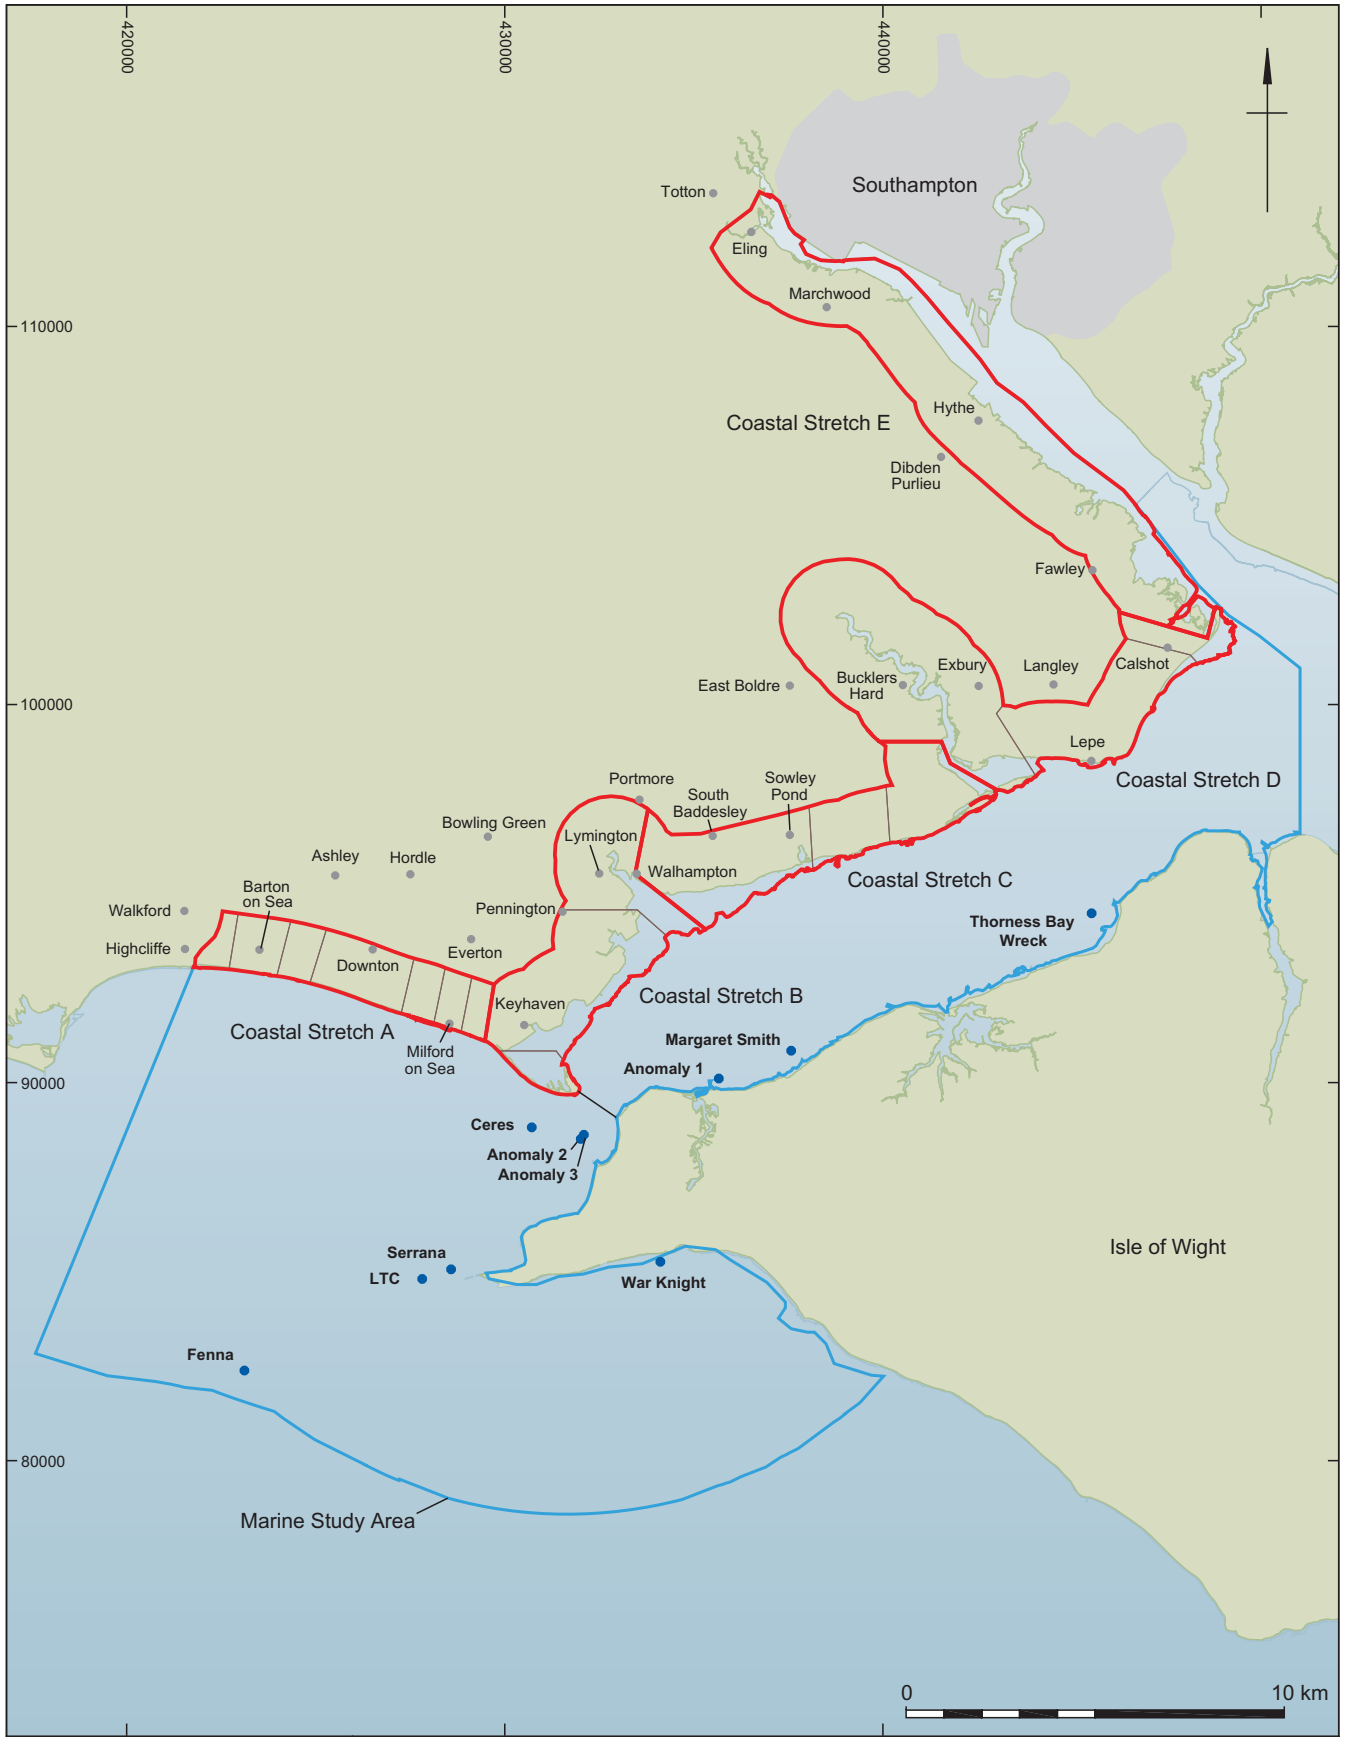 420000
430000
440000
Southampton
Totton
Eling
Marchwood
110000
Hythe
Coastal Stretch E
Dibden
Purlieu
Fawley
Calshot
Exbury
Langley
Bucklers
Hard
East Boldre
100000
Lepe
Coastal Stretch D
Portmore
Sowley
Pond
South
Baddesley
Bowling Green
Lymington
Ashley
Hordle
Walhampton
Coastal Stretch C
Barton
on Sea
Walkford
Pennington
Thorness Bay
Wreck
Highcliffe
Everton
Downton
Coastal Stretch B
Keyhaven
Coastal Stretch A
Margaret Smith
Milford
on Sea
Anomaly 1
90000
Ceres
Anomaly 2
Anomaly 3
Isle of Wight
Serrana
LTC
War Knight
Fenna
80000
Marine Study Area
0
10 km